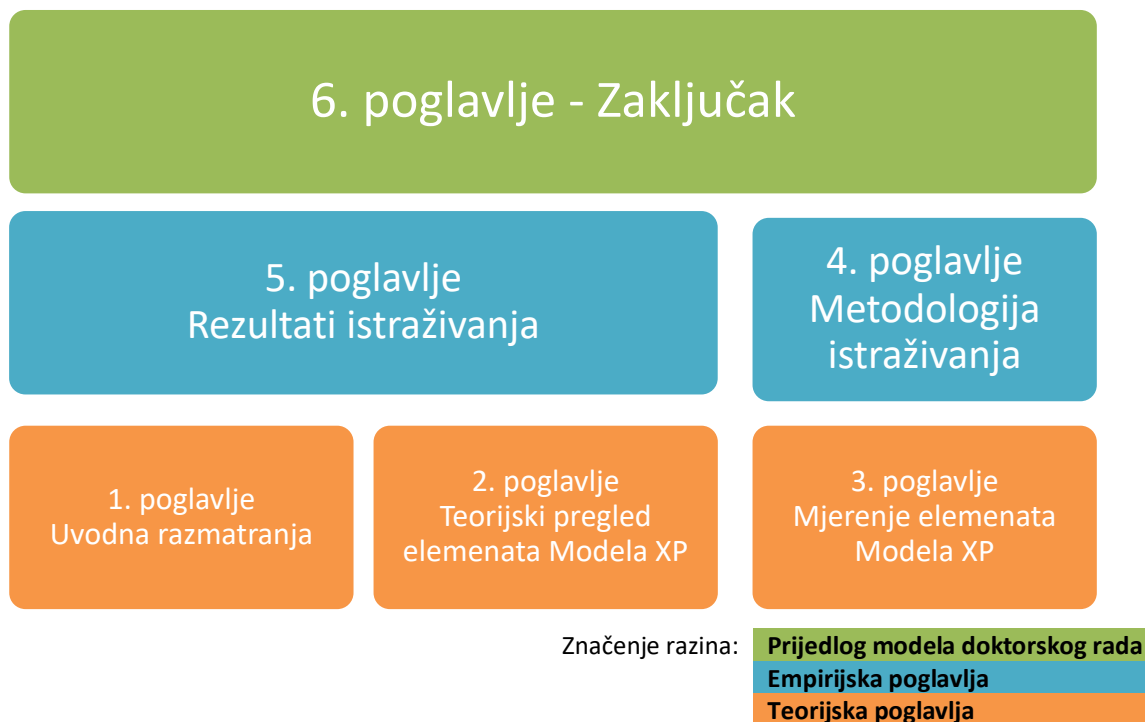 6. poglavlje - Zaključak
5. poglavlje
Rezultati istraživanja
4. poglavlje
Metodologija
istraživanja
1. poglavlje
Uvodna razmatranja
2. poglavlje
Teorijski pregled
elemenata Modela XP
3. poglavlje
Mjerenje elemenata
Modela XP
Značenje razina:
Prijedlog modela doktorskog rada
Empirijska poglavlja
Teorijska poglavlja